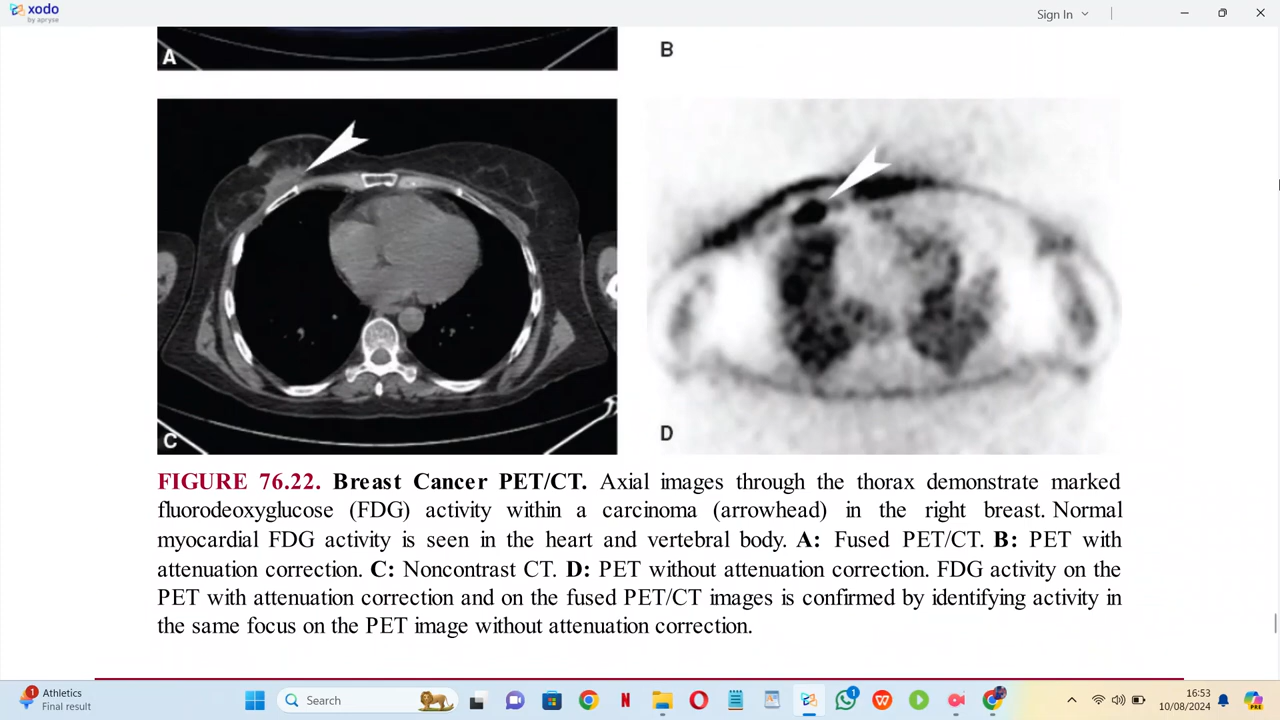 xodo
by apryse
Sign In
A
B
C
D
FIGURE 76.22. Breast Cancer PET/CT. Axial images through the thorax demonstrate marked
fluorodeoxyglucose (FDG) activity within a carcinoma (arrowhead) in the right breast. Normal
myocardial FDG activity is seen in the heart and vertebral body. A: Fused PET/CT. B: PET with
attenuation correction. C: Noncontrast CT. D: PET without attenuation correction. FDG activity on the
PET with attenuation correction and on the fused PET/CT images is confirmed by identifying activity in
the same focus on the PET image without attenuation correction.
1
Athletics
Final result
Search
1
16:53
10/08/2024
PRE